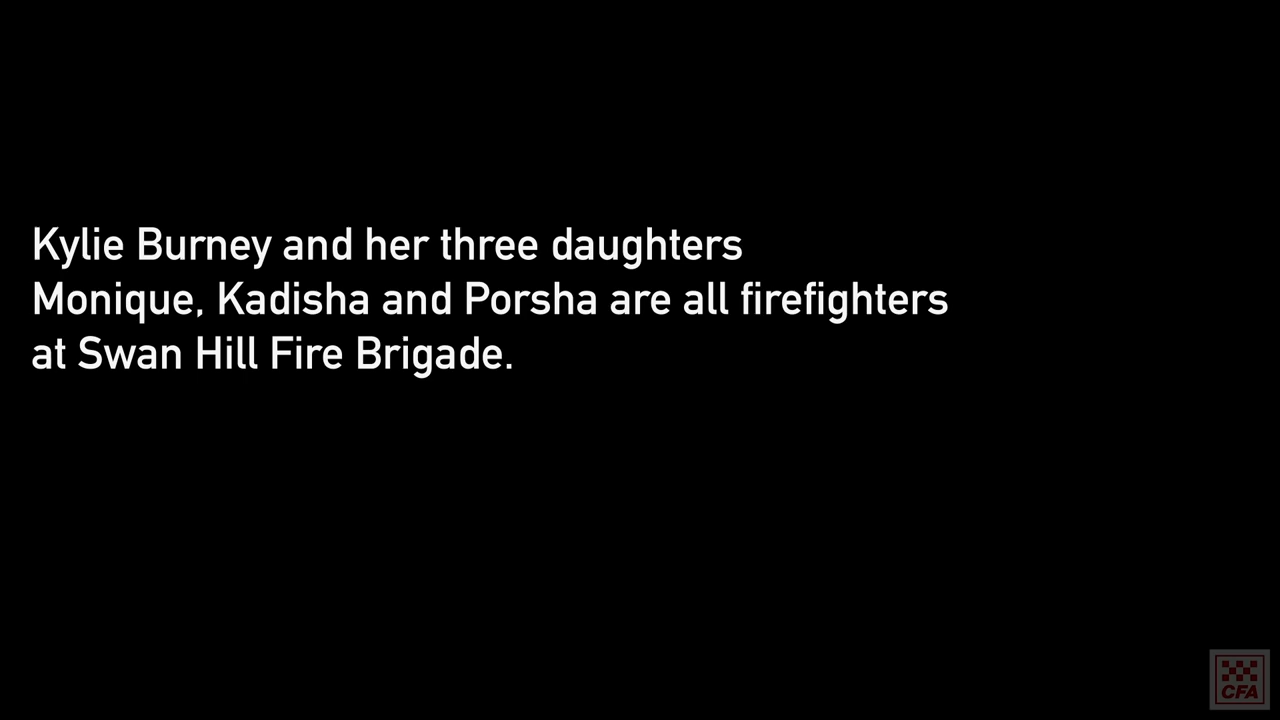 Kylie Burney and her three daughters
Monique, Kadisha and Porsha are all firefighters
at Swan Hill Fire Brigade.
CFA